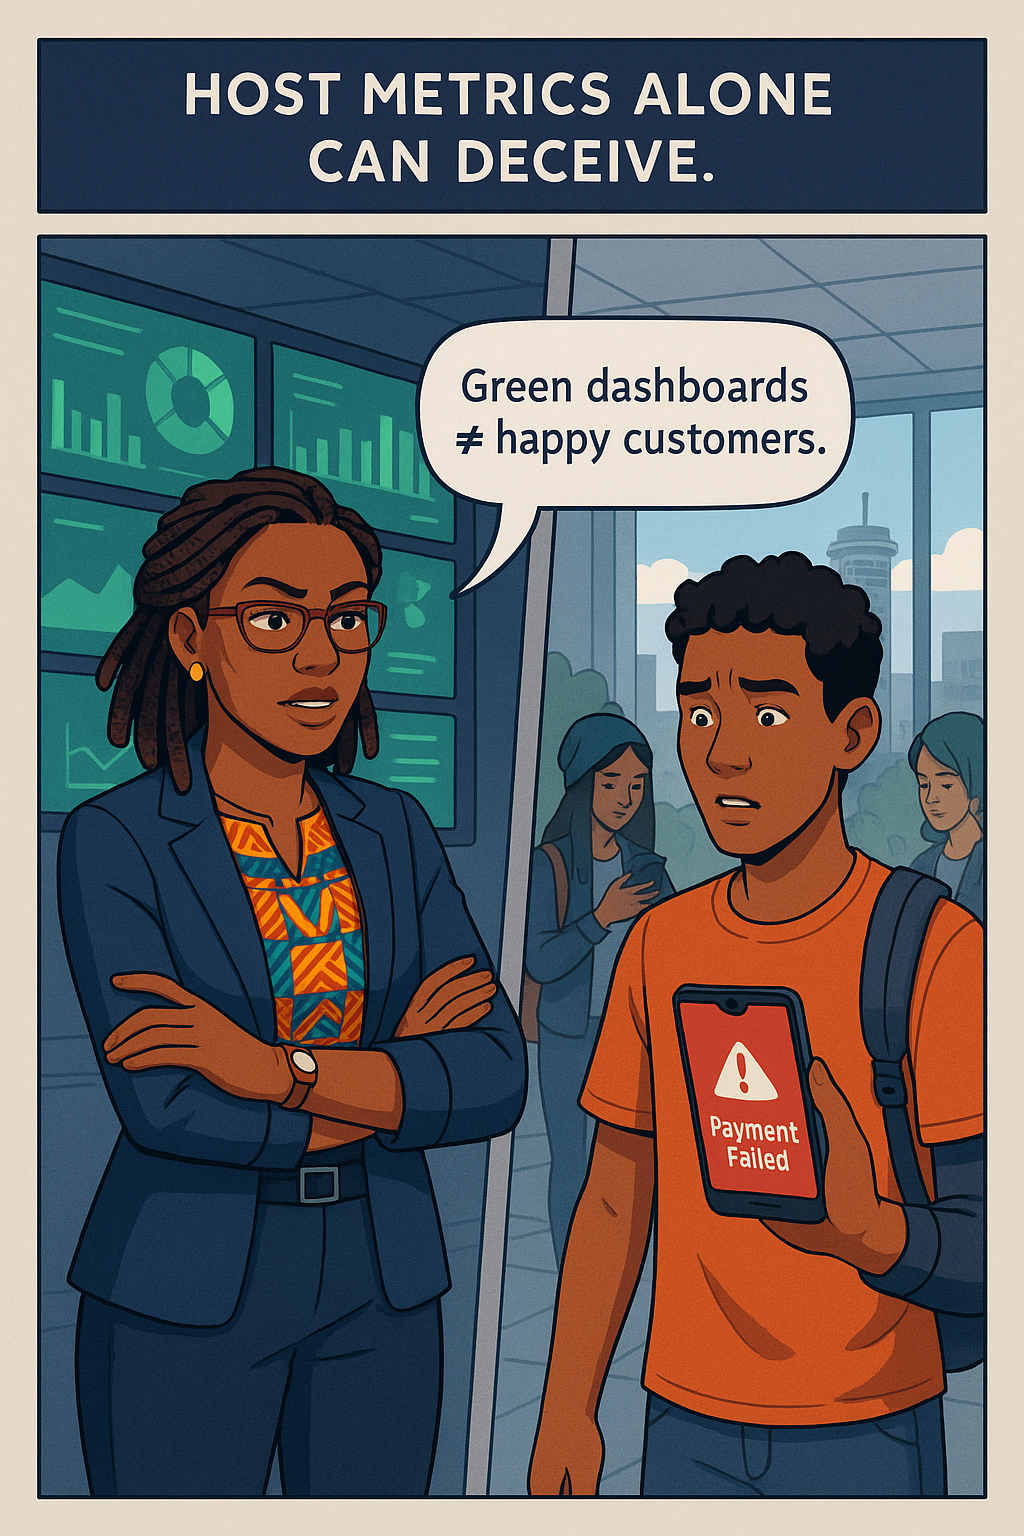 HOST METRICS ALONE
CAN DECEIVE.
Green dashboards
≠ happy customers.
Payment
Failed